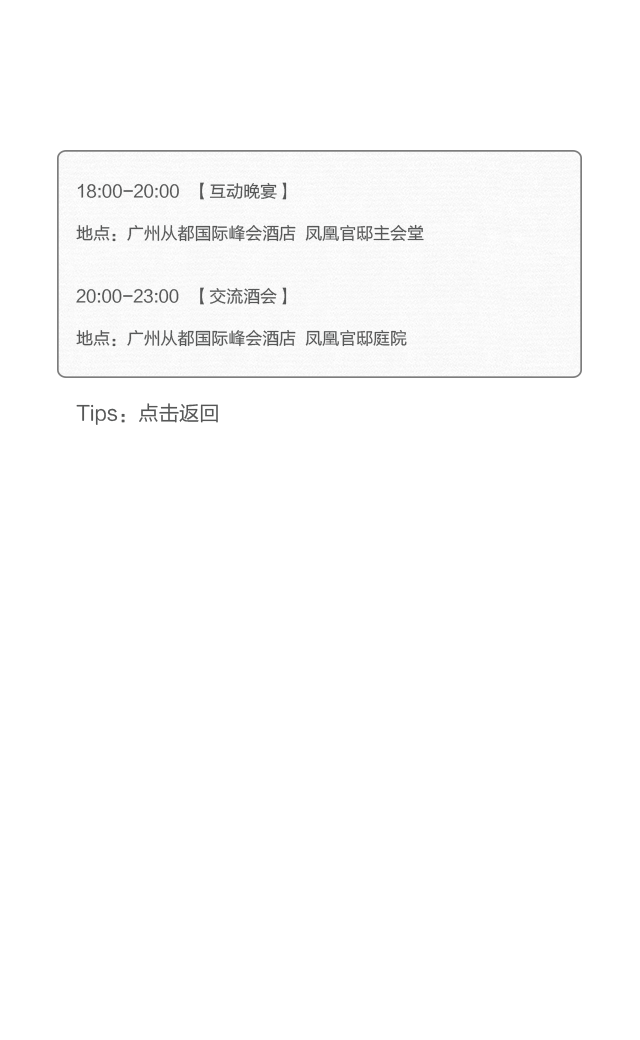 18:00-20:00 【互动晚宴】
地点：广州从都国际峰会酒店 凤凰官邸主会堂
20:00-23:00 【交流酒会】
地点：广州从都国际峰会酒店 凤凰官邸庭院
Tips：点击返回